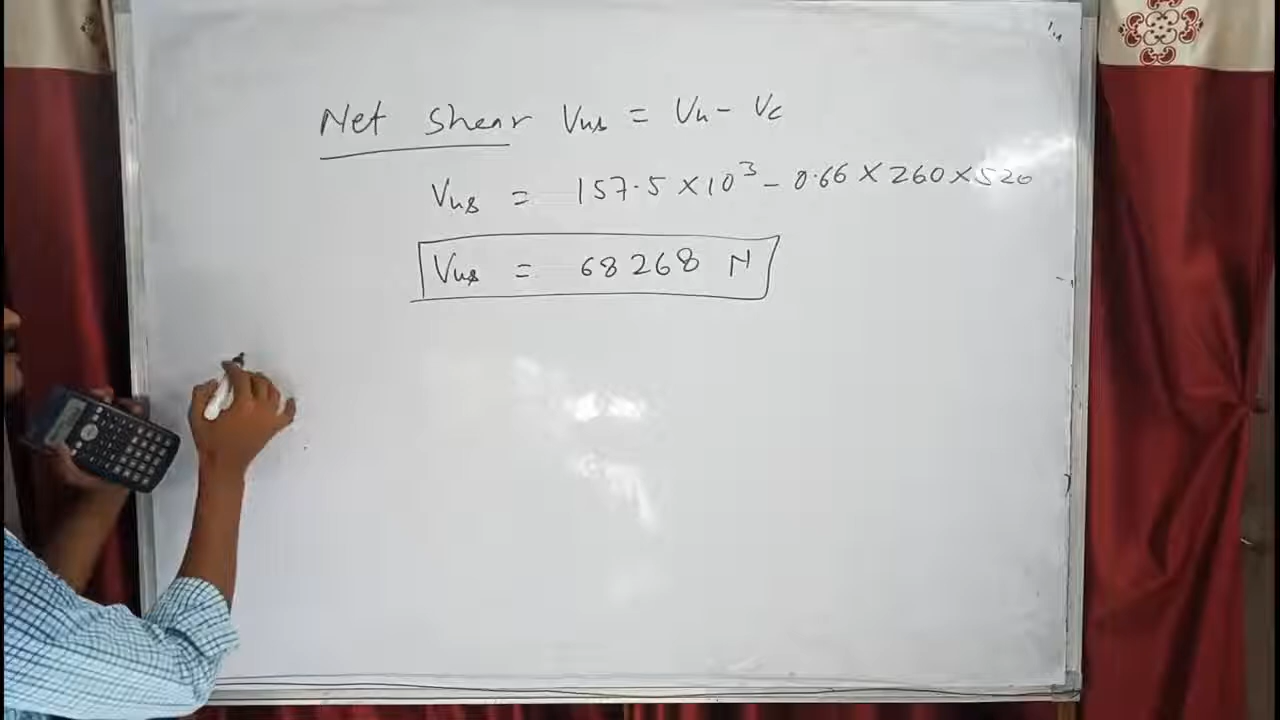 Net Shear Vus = Vu - Vc
Vus = 157.5 × 10³ - 0.66 × 260 × 520
Vus = 68268 N